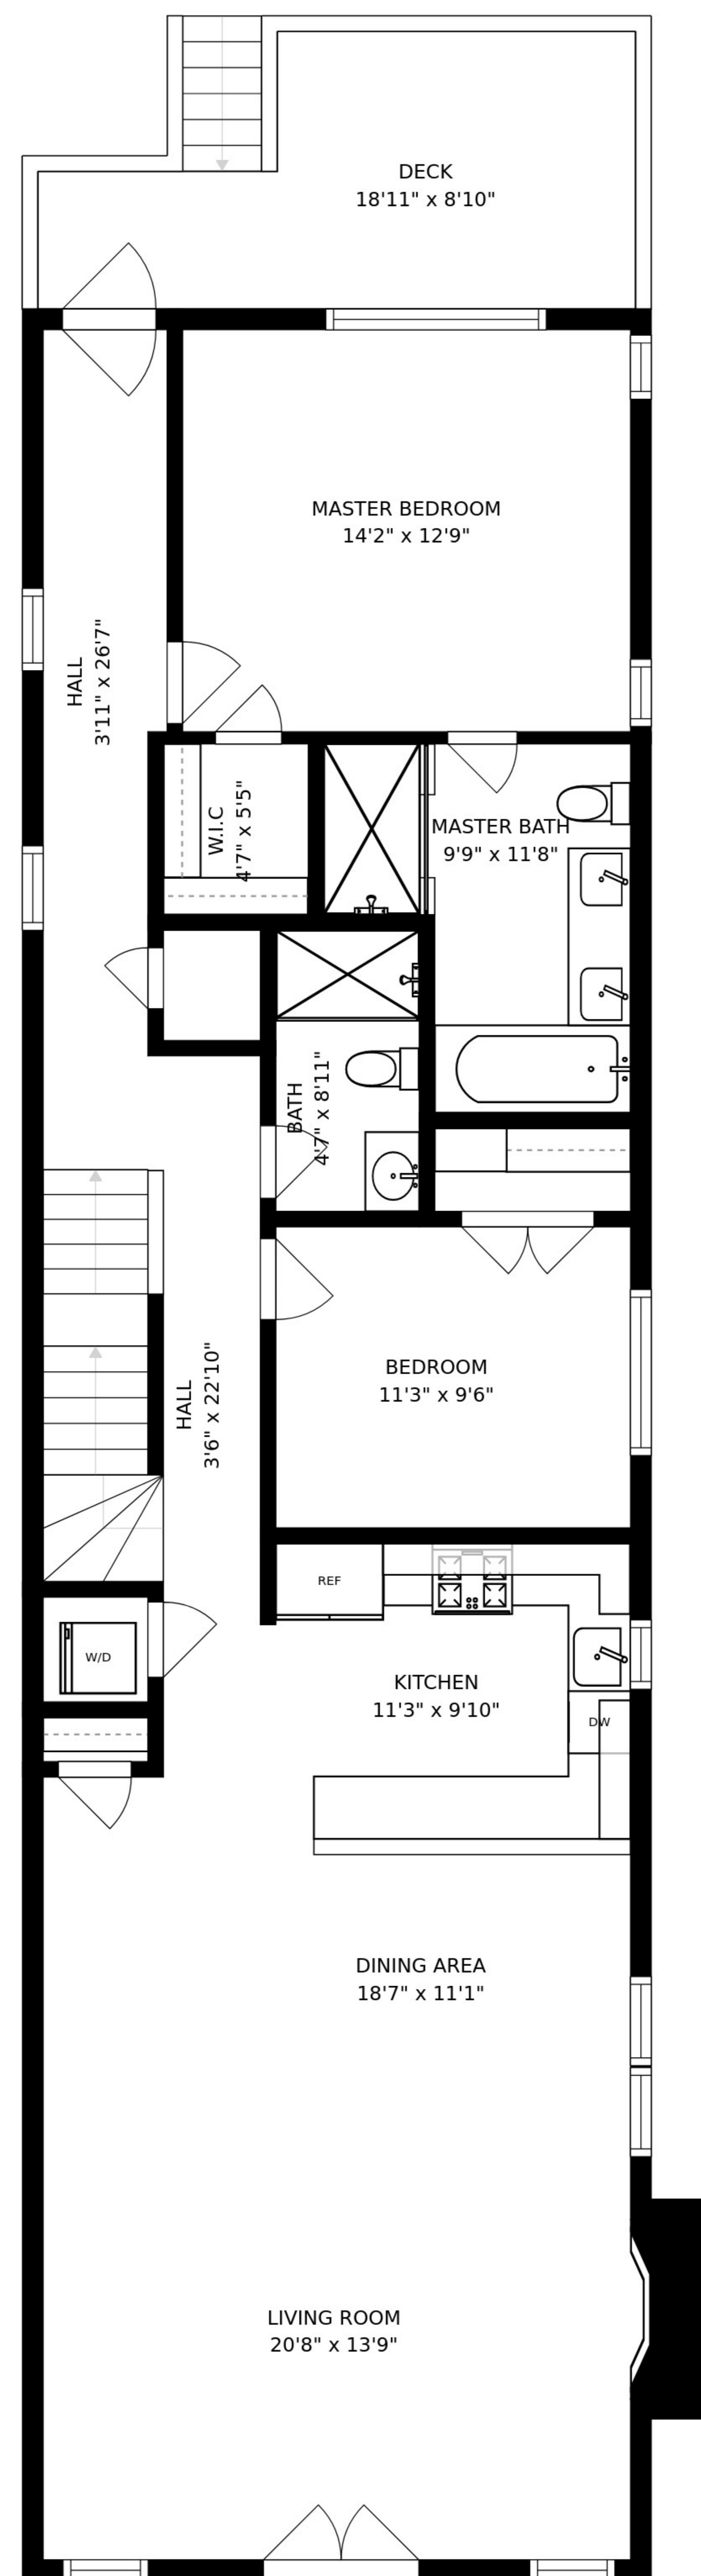 DECK
18'11" x 8'10"
MASTER BEDROOM
14'2" x 12'9"
HALL
3'11" x 26'7"
W.I.C
4'7" x 5'5"
MASTER BATH
9'9" x 11'8"
BATH
4'7" x 8'11"
BEDROOM
11'3" x 9'6"
HALL
3'6" x 22'10"
REF
W/D
KITCHEN
11'3" x 9'10"
DW
DINING AREA
18'7" x 11'1"
LIVING ROOM
20'8" x 13'9"